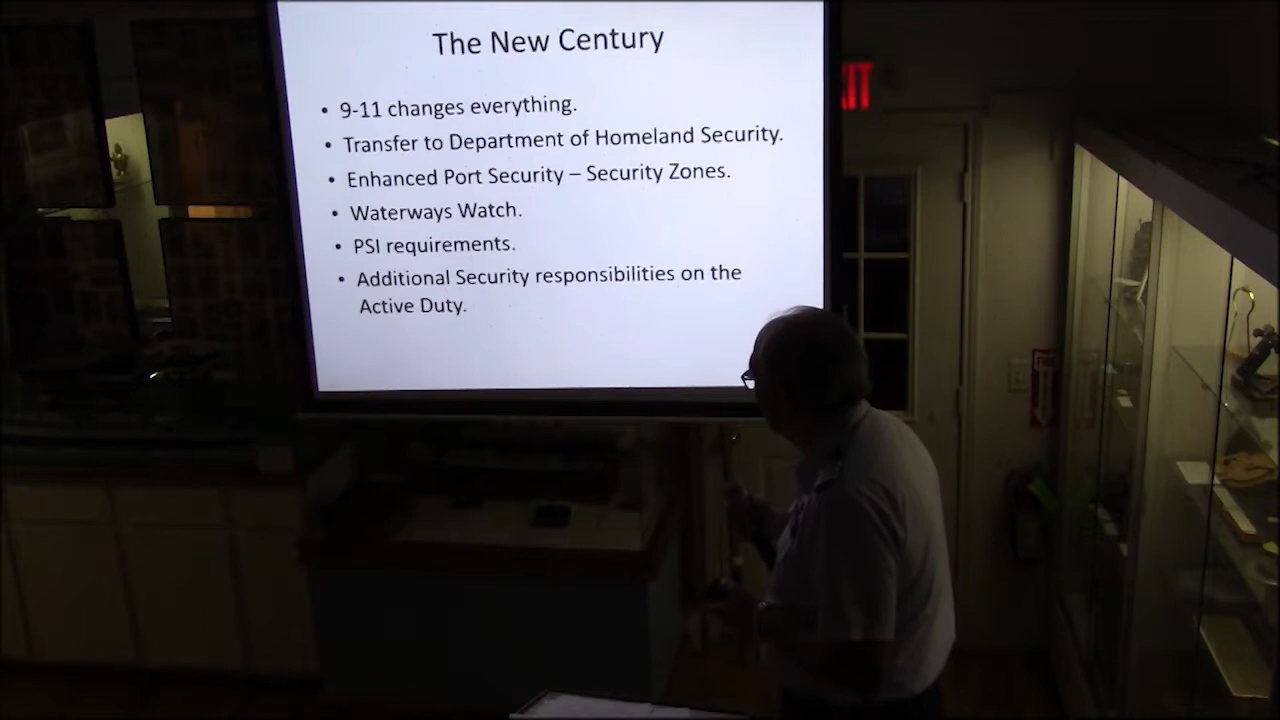 The New Century
• 9-11 changes everything.
• Transfer to Department of Homeland Security.
• Enhanced Port Security – Security Zones.
• Waterways Watch.
• PSI requirements.
• Additional Security responsibilities on the
Active Duty.
XIT